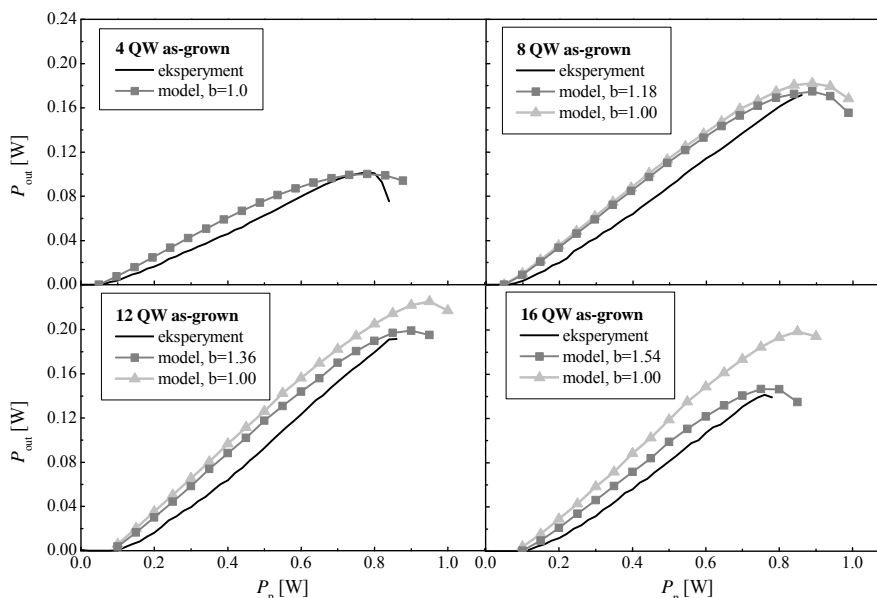 0.24
0.20
0.16
0.12
0.08
0.04
0.00
P_out [W]
4 QW as-grown
eksperyment
model, b=1.0
8 QW as-grown
eksperyment
model, b=1.18
model, b=1.00
0.20
0.16
0.12
0.08
0.04
0.00
P_out [W]
12 QW as-grown
eksperyment
model, b=1.36
model, b=1.00
16 QW as-grown
eksperyment
model, b=1.54
model, b=1.00
0.0 0.2 0.4 0.6 0.8 1.0 0.0 0.2 0.4 0.6 0.8 1.0
P_p [W] P_p [W]